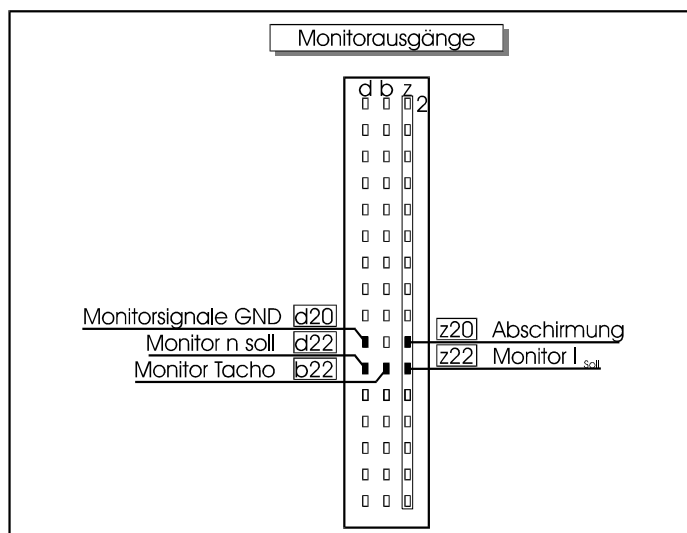 Monitorausgänge
d b z
2
Monitorsignale GND d20
Monitor n soll d22
Monitor Tacho b22
z20 Abschirmung
z22 Monitor I Soll